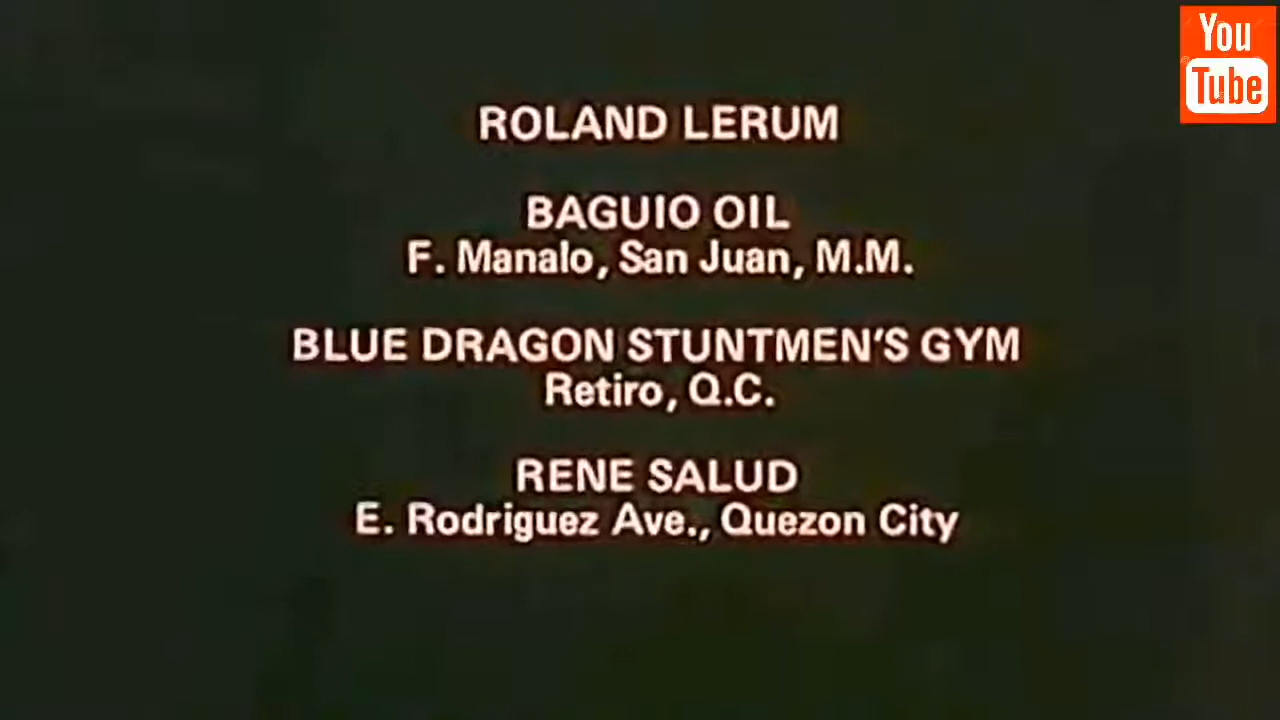 You
Tube
ROLAND LERUM
BAGUIO OIL
F. Manalo, San Juan, M.M.
BLUE DRAGON STUNTMEN'S GYM
Retiro, Q.C.
RENE SALUD
E. Rodriguez Ave., Quezon City